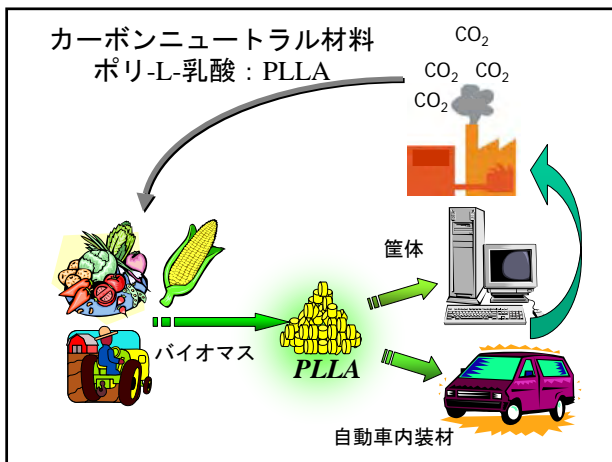 カーボンニュートラル材料
ポリ-L-乳酸：PLLA
CO2
CO2 CO2
CO2
筐体
バイオマス
PLLA
自動車内装材